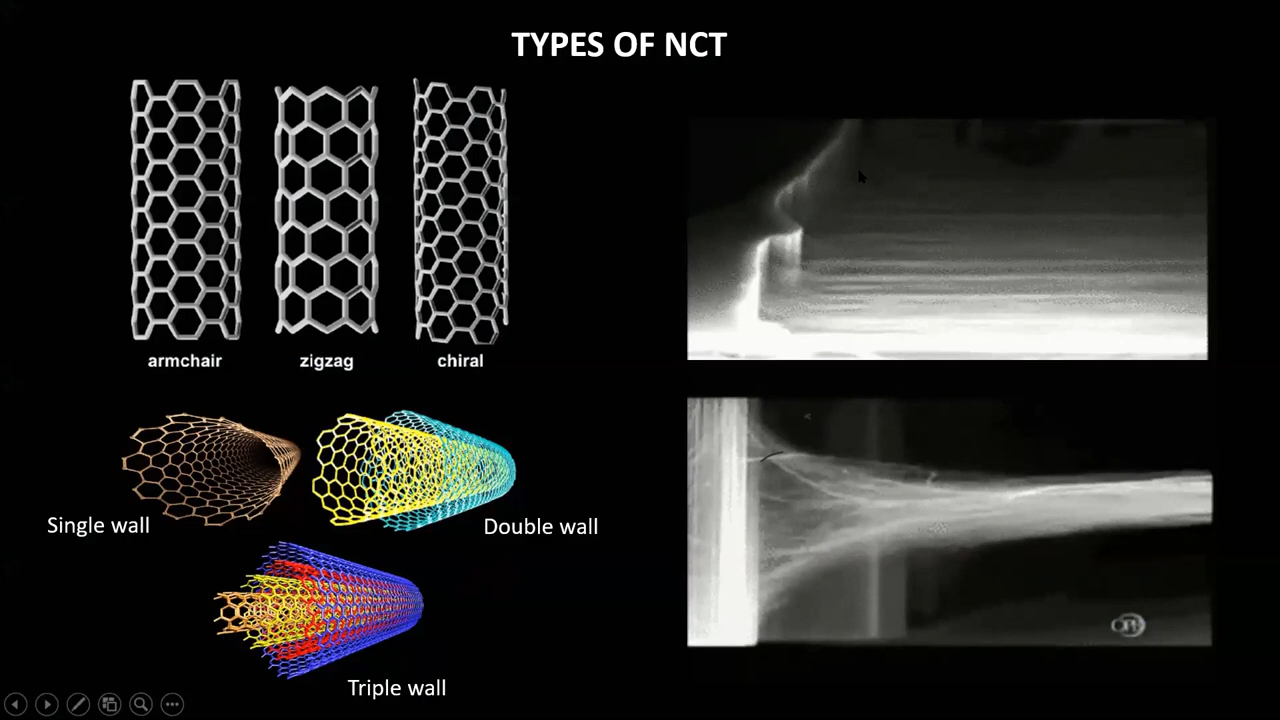 TYPES OF NCT
armchair
zigzag
chiral
Single wall
Double wall
Triple wall